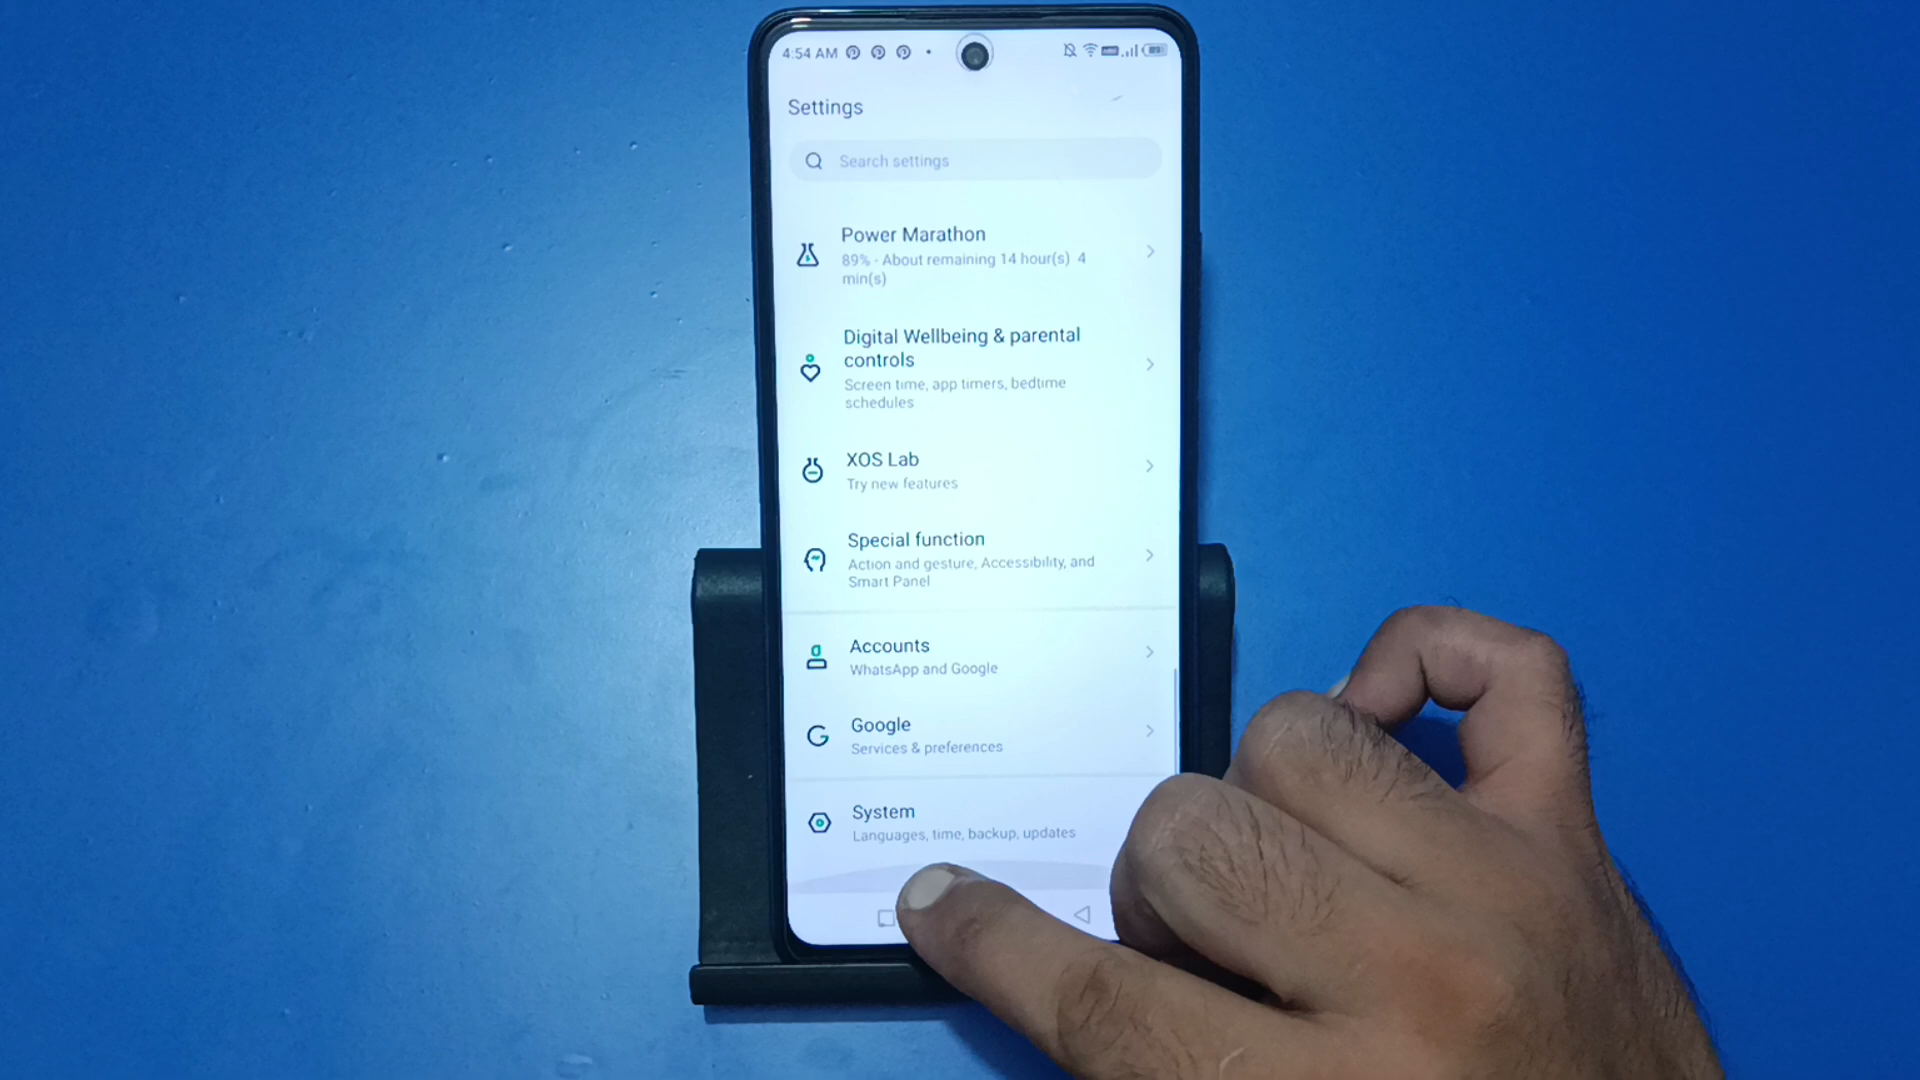 4:54 AM
Settings
Search settings
Power Marathon
89% - About remaining 14 hour(s) 4
min(s)
Digital Wellbeing & parental
controls
Screen time, app timers, bedtime
schedules
XOS Lab
Try new features
Special function
Action and gesture, Accessibility, and
Smart Panel
Accounts
WhatsApp and Google
Google
Services & preferences
System
Languages, time, backup, updates